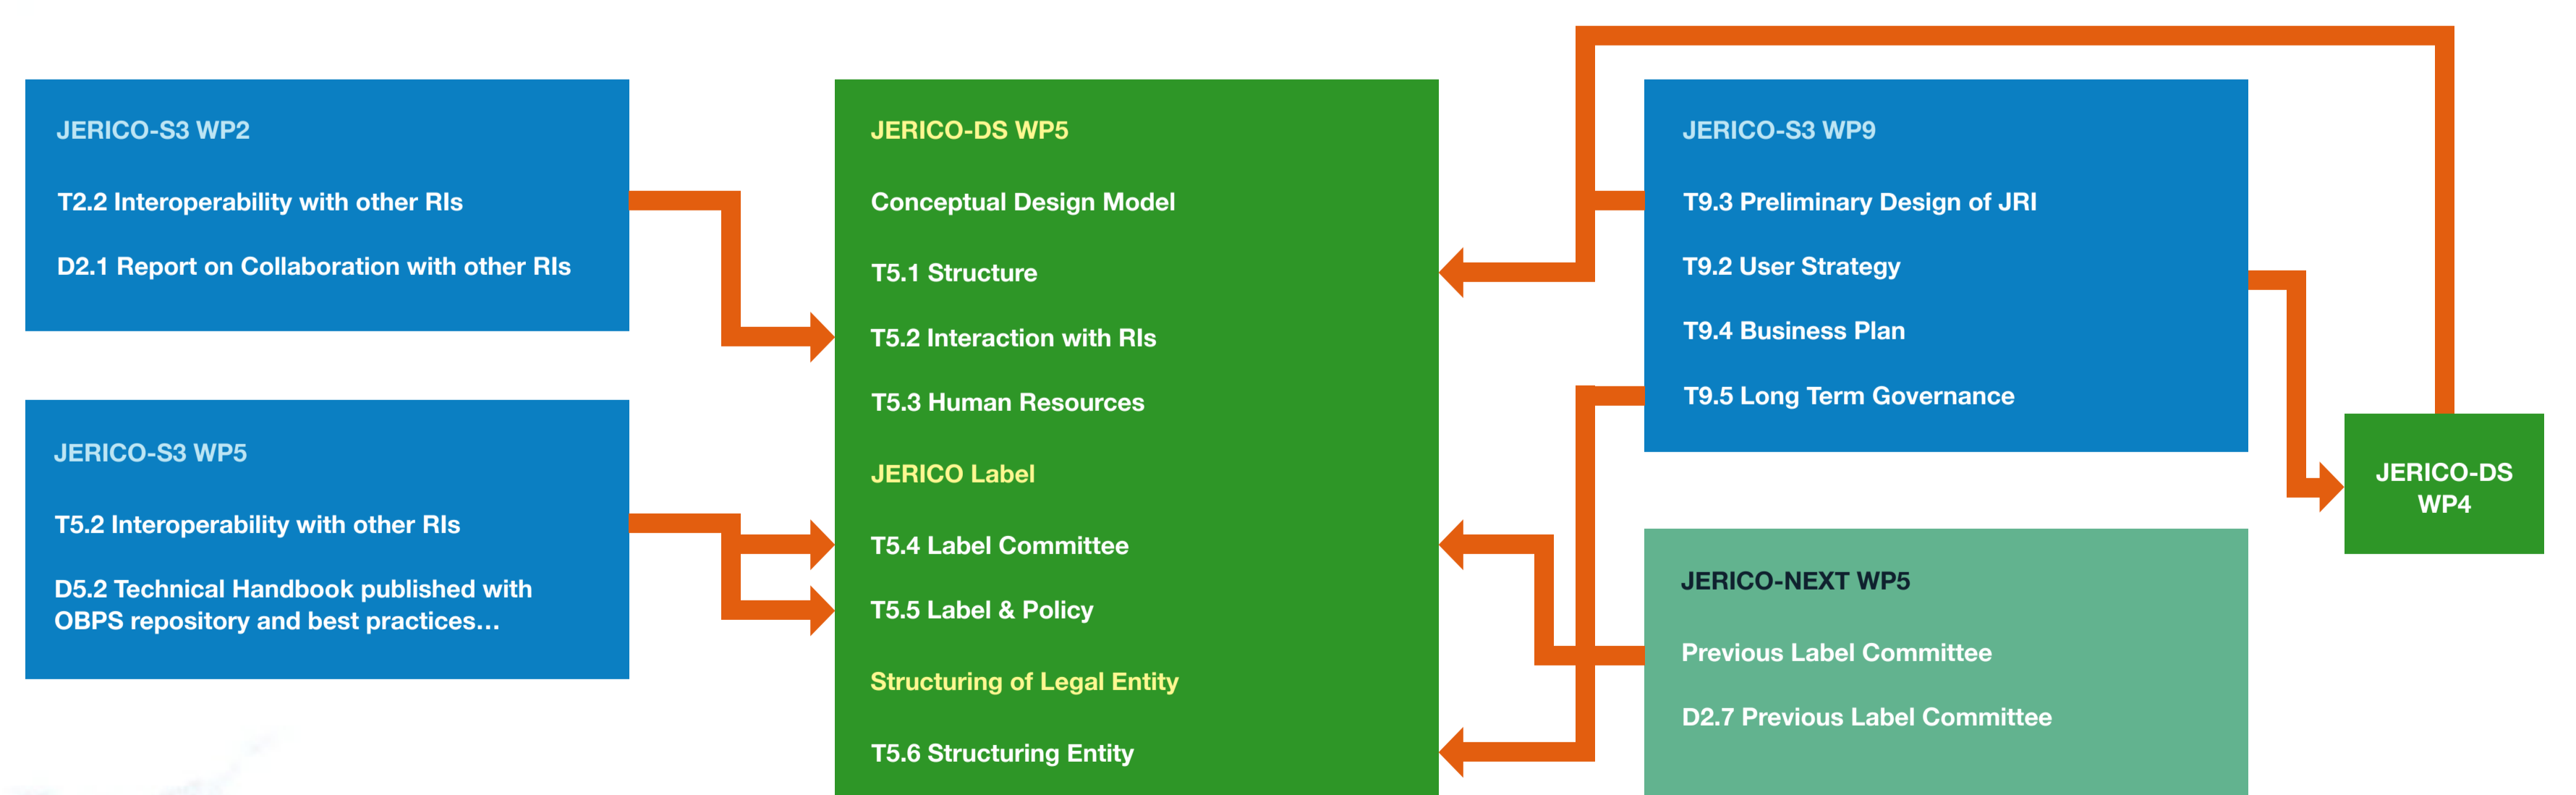 JERICO-S3 WP2
T2.2 Interoperability with other RIs
D2.1 Report on Collaboration with other RIs
JERICO-S3 WP5
T5.2 Interoperability with other RIs
D5.2 Technical Handbook published with
OBPS repository and best practices...
JERICO-DS WP5
Conceptual Design Model
T5.1 Structure
T5.2 Interaction with RIs
T5.3 Human Resources
JERICO Label
T5.4 Label Committee
T5.5 Label & Policy
Structuring of Legal Entity
T5.6 Structuring Entity
JERICO-S3 WP9
T9.3 Preliminary Design of JRI
T9.2 User Strategy
T9.4 Business Plan
T9.5 Long Term Governance
JERICO-NEXT WP5
Previous Label Committee
D2.7 Previous Label Committee
JERICO-DS
WP4